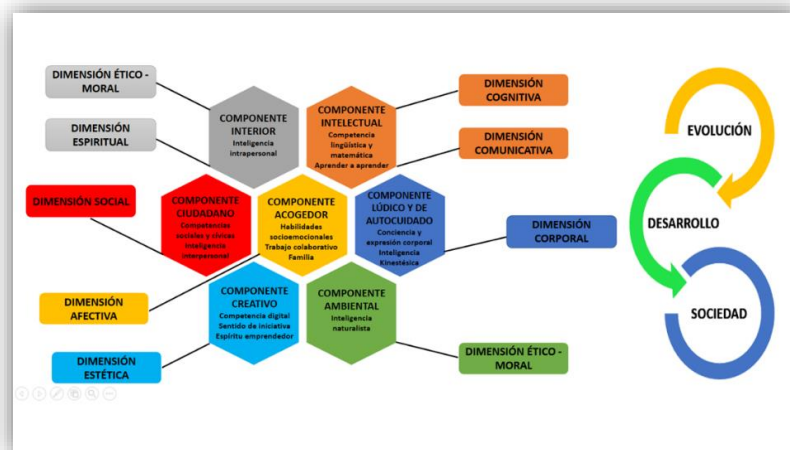 DIMENSIÓN ÉTICO -
MORAL
DIMENSIÓN
ESPIRITUAL
COMPONENTE
INTERIOR
Inteligencia
intrapersonal
COMPONENTE
INTELECTUAL
Competencia
lingüística y
matemática
Aprender a aprender
DIMENSIÓN
COGNITIVA
DIMENSIÓN
COMUNICATIVA
DIMENSIÓN SOCIAL
COMPONENTE
CIUDADANO
Competencias
sociales y cívicas
Inteligencia
interpersonal
COMPONENTE
ACOGEDOR
Habilidades
socioemocionales
Trabajo colaborativo
Familia
COMPONENTE
LÚDICO Y DE
AUTOCUIDADO
Conciencia y
expresión corporal
Inteligencia
Kinestésica
DIMENSIÓN
CORPORAL
DIMENSIÓN
AFECTIVA
DIMENSIÓN
ESTÉTICA
COMPONENTE
CREATIVO
Competencia digital
Sentido de iniciativa
Espíritu emprendedor
COMPONENTE
AMBIENTAL
Inteligencia
naturalista
DIMENSIÓN ÉTICO -
MORAL
EVOLUCIÓN
DESARROLLO
SOCIEDAD